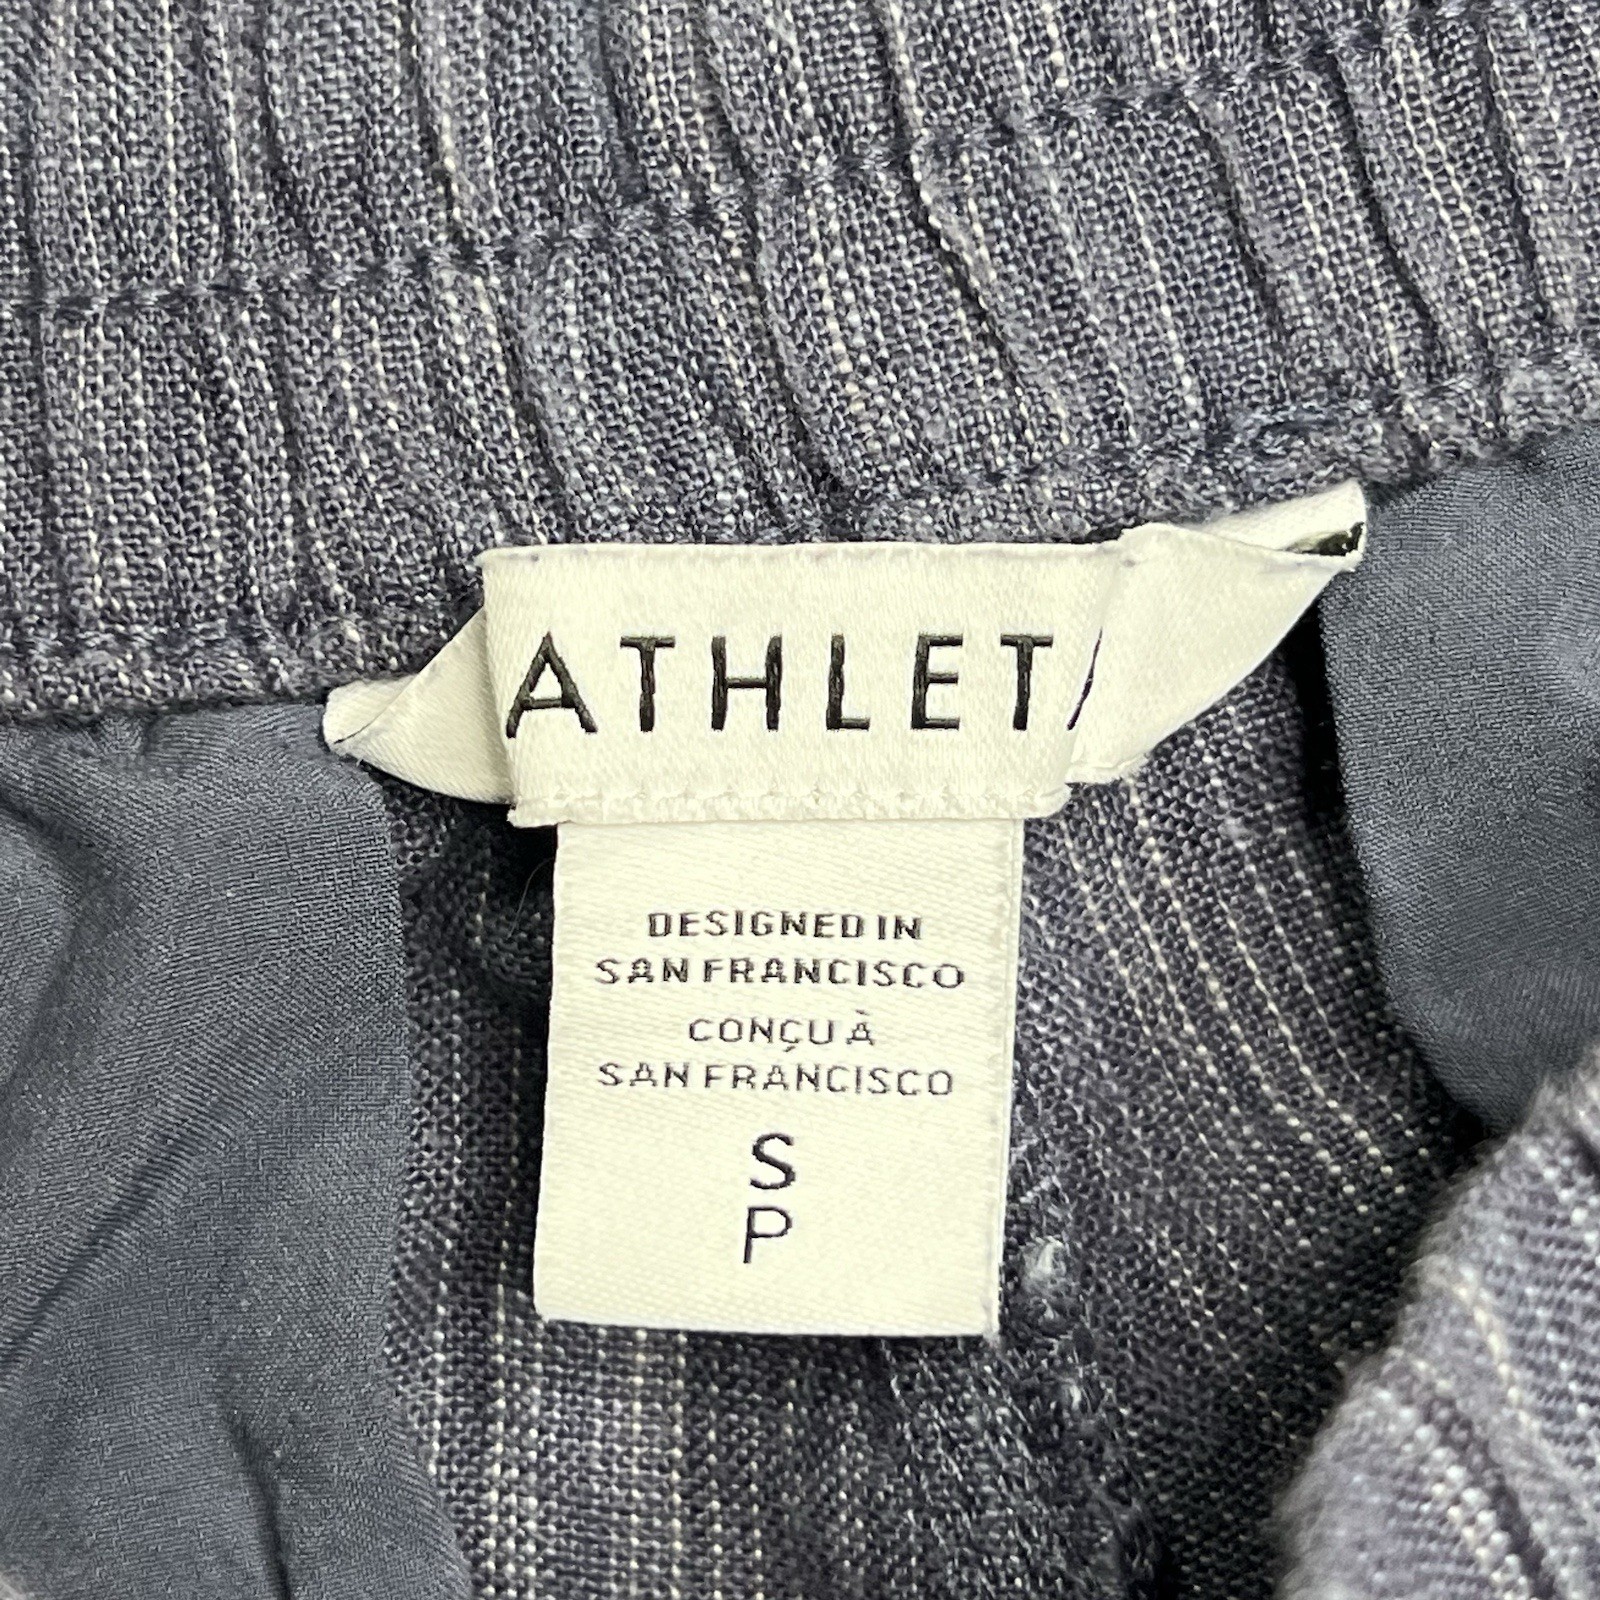 ATHLETA
DESIGNED IN
SAN FRANCISCO
CONÇU À
SAN FRANCISCO
S
P